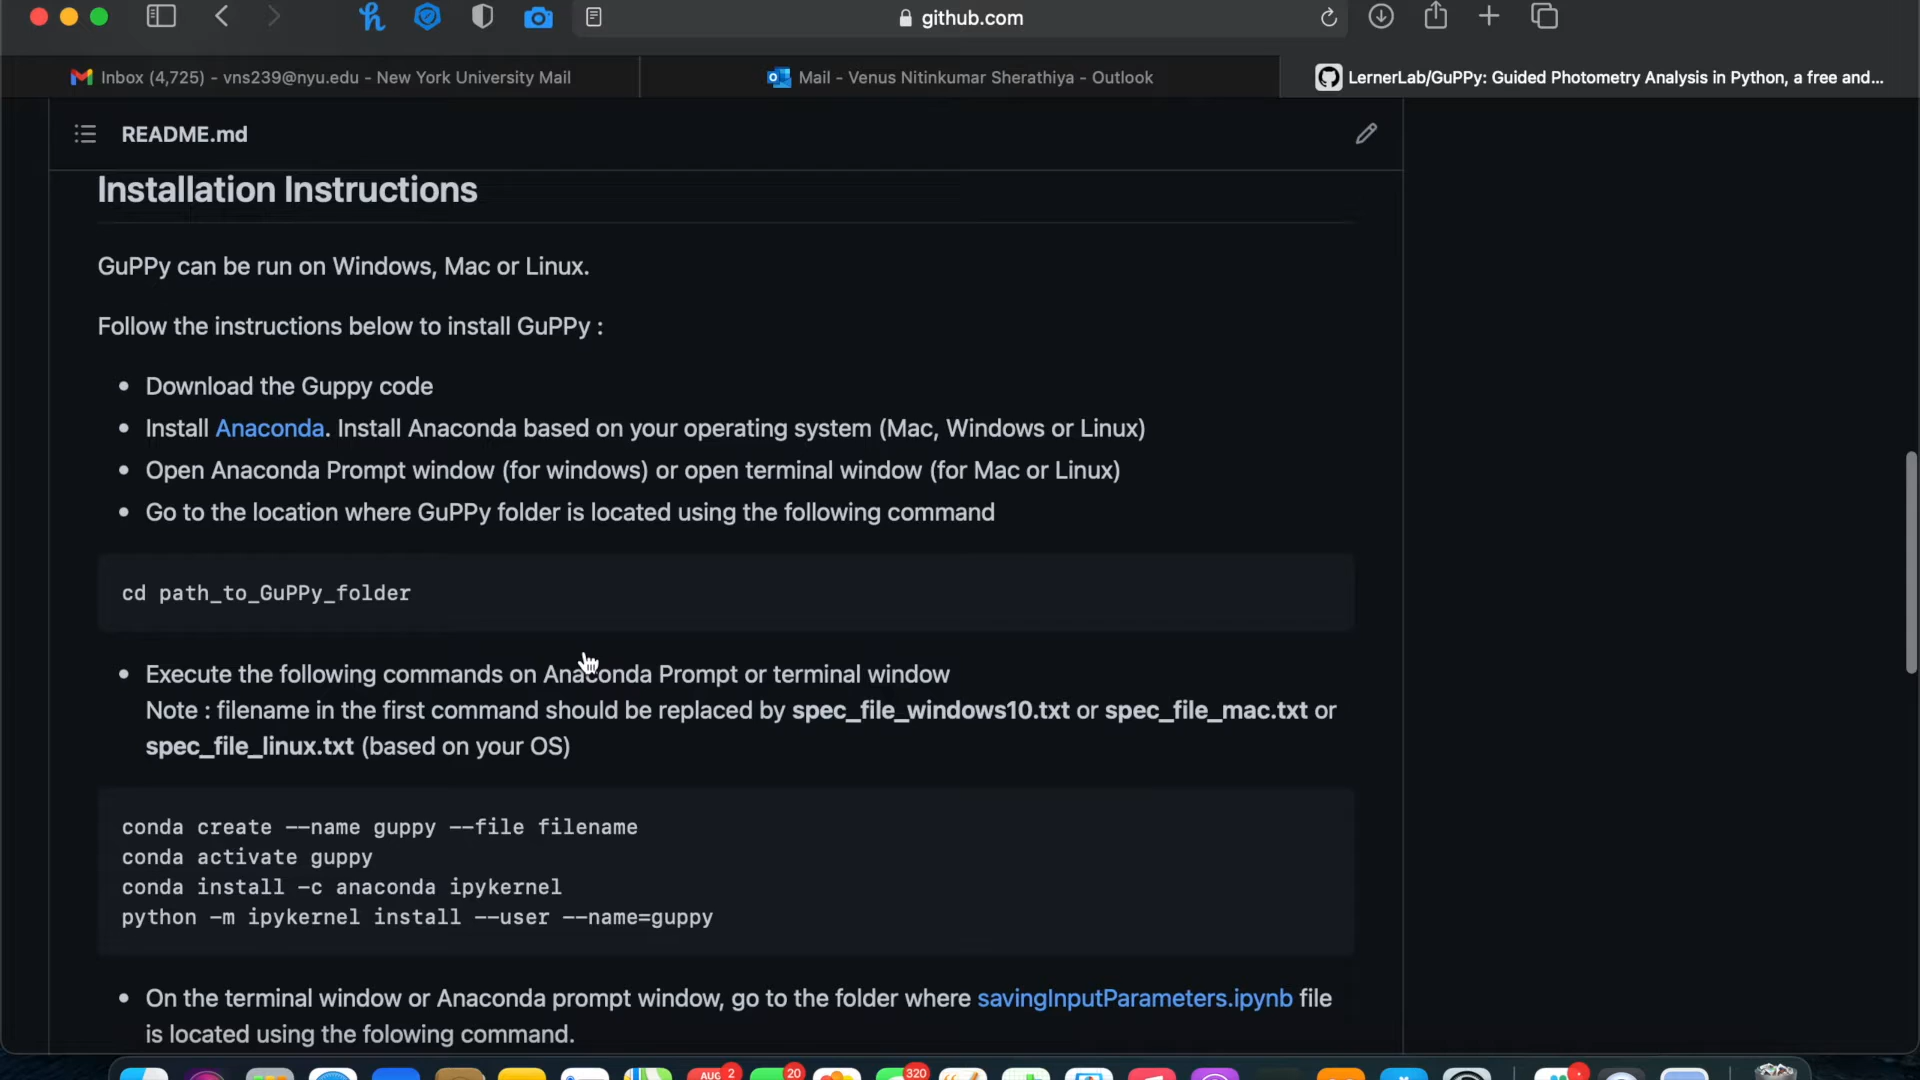 github.com
Inbox (4,725) - vns239@nyu.edu - New York University Mail
Mail - Venus Nitinkumar Sherathiya - Outlook
LernerLab/GuPPy: Guided Photometry Analysis in Python, a free and...
README.md
Installation Instructions
GuPPy can be run on Windows, Mac or Linux.
Follow the instructions below to install GuPPy :
• Download the Guppy code
• Install Anaconda. Install Anaconda based on your operating system (Mac, Windows or Linux)
• Open Anaconda Prompt window (for windows) or open terminal window (for Mac or Linux)
• Go to the location where GuPPy folder is located using the following command
cd path_to_GuPPy_folder
• Execute the following commands on Anaconda Prompt or terminal window
Note : filename in the first command should be replaced by spec_file_windows10.txt or spec_file_mac.txt or
spec_file_linux.txt (based on your OS)
conda create --name guppy --file filename
conda activate guppy
conda install -c anaconda ipykernel
python -m ipykernel install --user --name=guppy
• On the terminal window or Anaconda prompt window, go to the folder where savingInputParameters.ipynb file
is located using the folowing command.
AUG 2
20
320